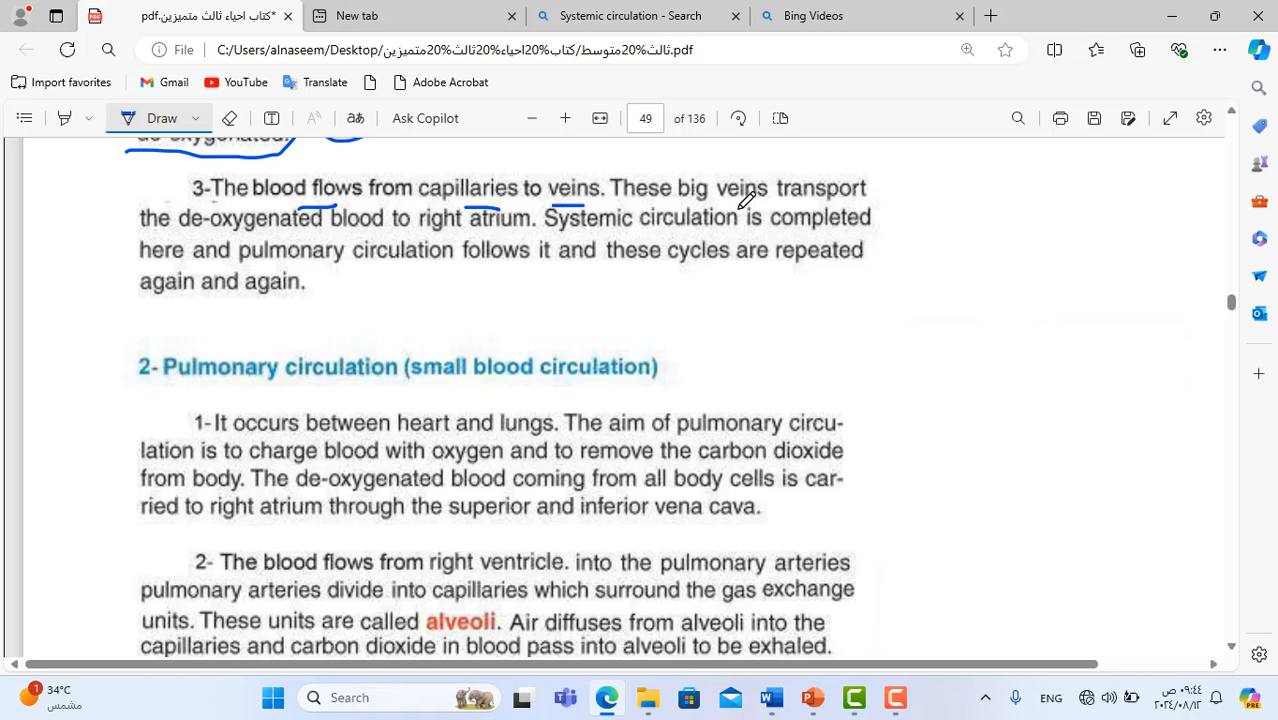 كتاب احياء ثالث متميزين.pdf*
New tab
Systemic circulation - Search
Bing Videos
File
C:/Users/alnaseem/Desktop/ثالث%20متوسط/كتاب%20احياء%20ثالث%20متميزين.pdf
Import favorites
Gmail
YouTube
Translate
Adobe Acrobat
Draw
Ask Copilot
49 of 136
de-oxygenated.
3-The blood flows from capillaries to veins. These big veins transport
the de-oxygenated blood to right atrium. Systemic circulation is completed
here and pulmonary circulation follows it and these cycles are repeated
again and again.
2- Pulmonary circulation (small blood circulation)
1-It occurs between heart and lungs. The aim of pulmonary circu-
lation is to charge blood with oxygen and to remove the carbon dioxide
from body. The de-oxygenated blood coming from all body cells is car-
ried to right atrium through the superior and inferior vena cava.
2- The blood flows from right ventricle. into the pulmonary arteries
pulmonary arteries divide into capillaries which surround the gas exchange
units. These units are called alveoli. Air diffuses from alveoli into the
capillaries and carbon dioxide in blood pass into alveoli to be exhaled.
1
34°C
مشمس
Search
ENG
٠٩:٤٤ ص
٢٠٢٤/٠٨/١٢